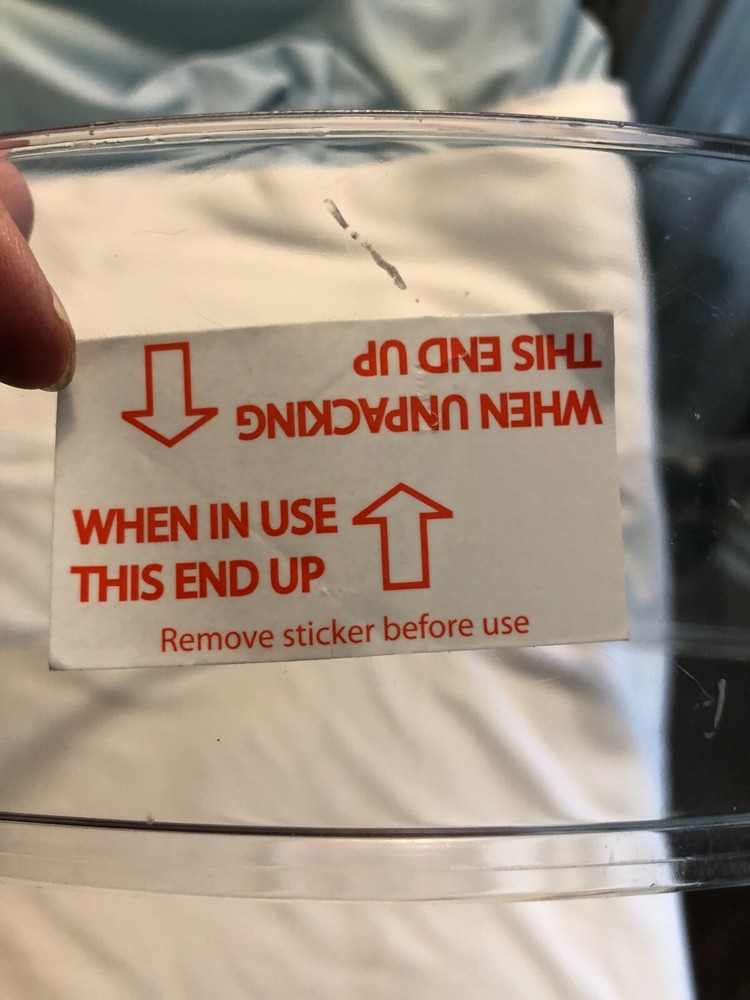 WHEN UNPACKING
THIS END UP
WHEN IN USE
THIS END UP
Remove sticker before use